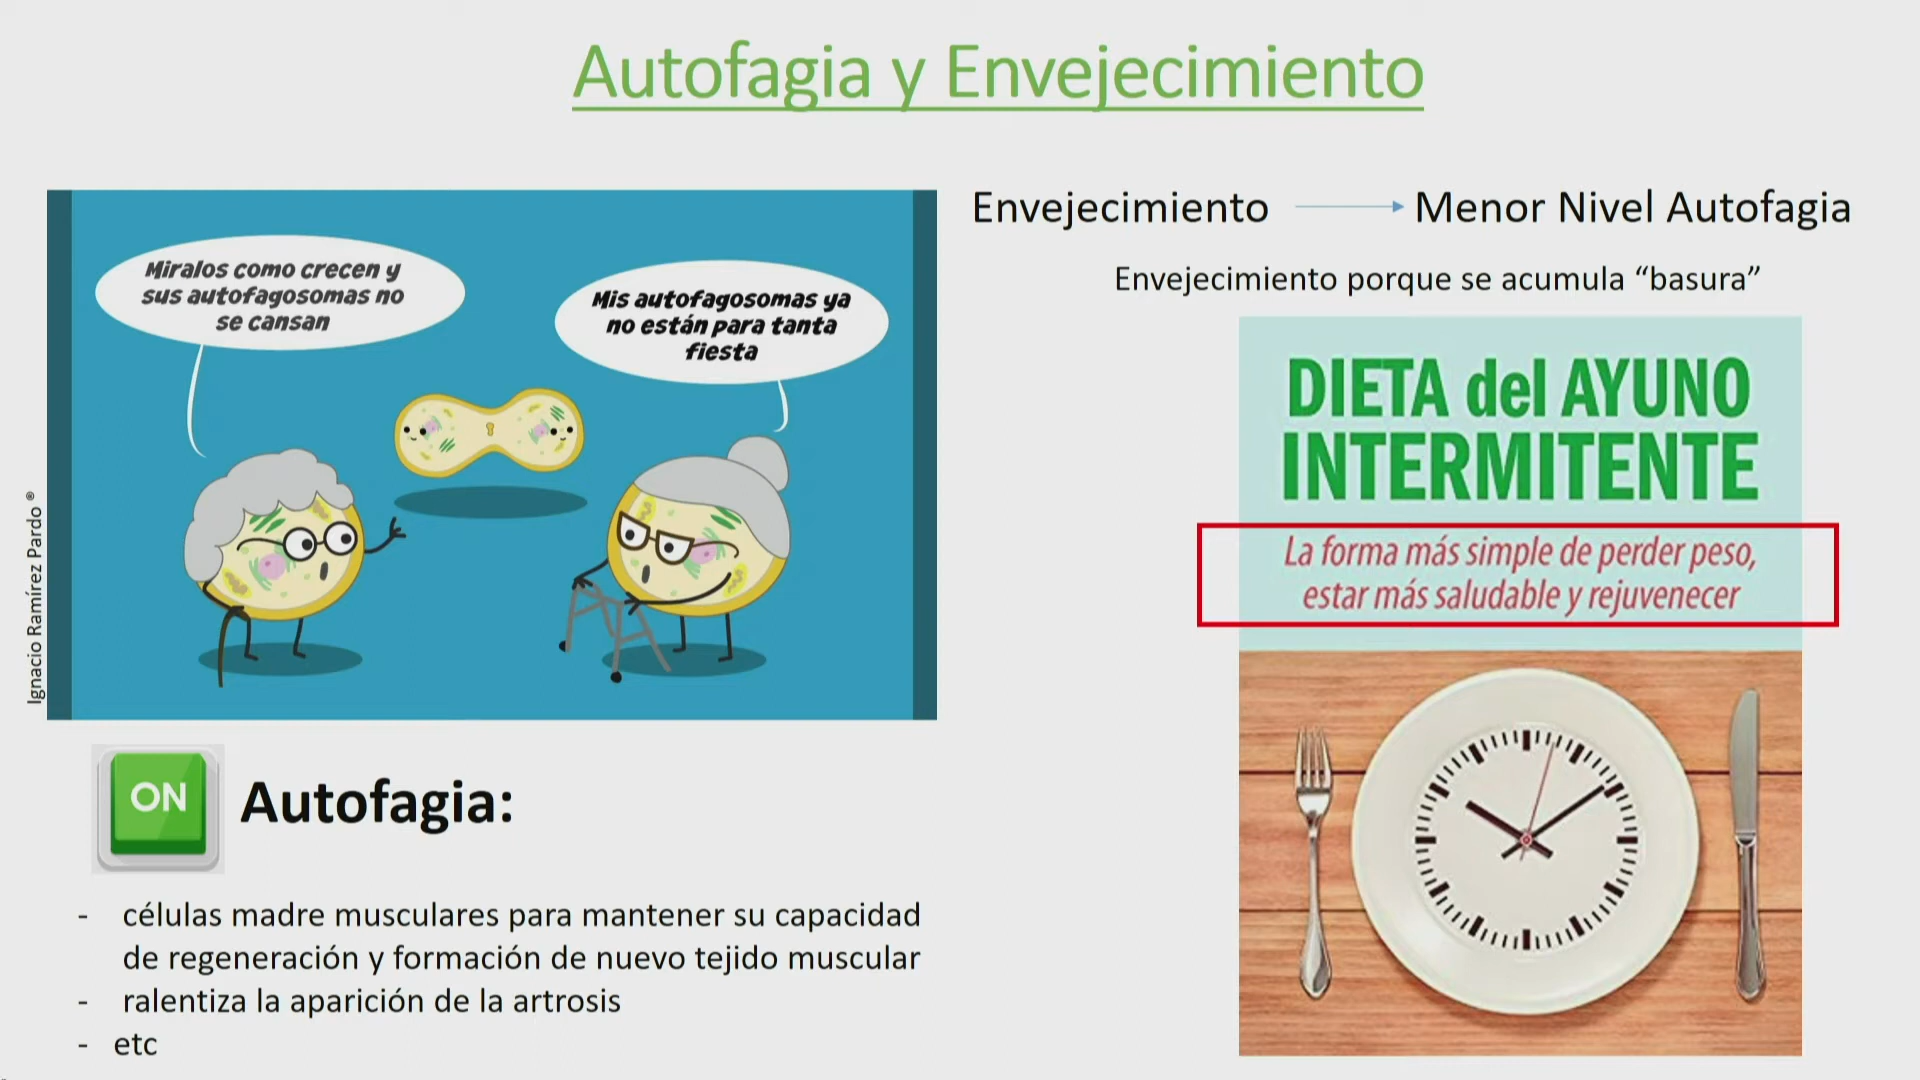 Autofagia y Envejecimiento
Miralos como crecen y
sus autofagosomas no
se cansan
Mis autofagosomas ya
no están para tanta
fiesta
Ignacio Ramírez Pardo ®
Envejecimiento → Menor Nivel Autofagia
Envejecimiento porque se acumula “basura”
DIETA del AYUNO
INTERMITENTE
La forma más simple de perder peso,
estar más saludable y rejuvenecer
ON
Autofagia:
- células madre musculares para mantener su capacidad
de regeneración y formación de nuevo tejido muscular
- ralentiza la aparición de la artrosis
- etc